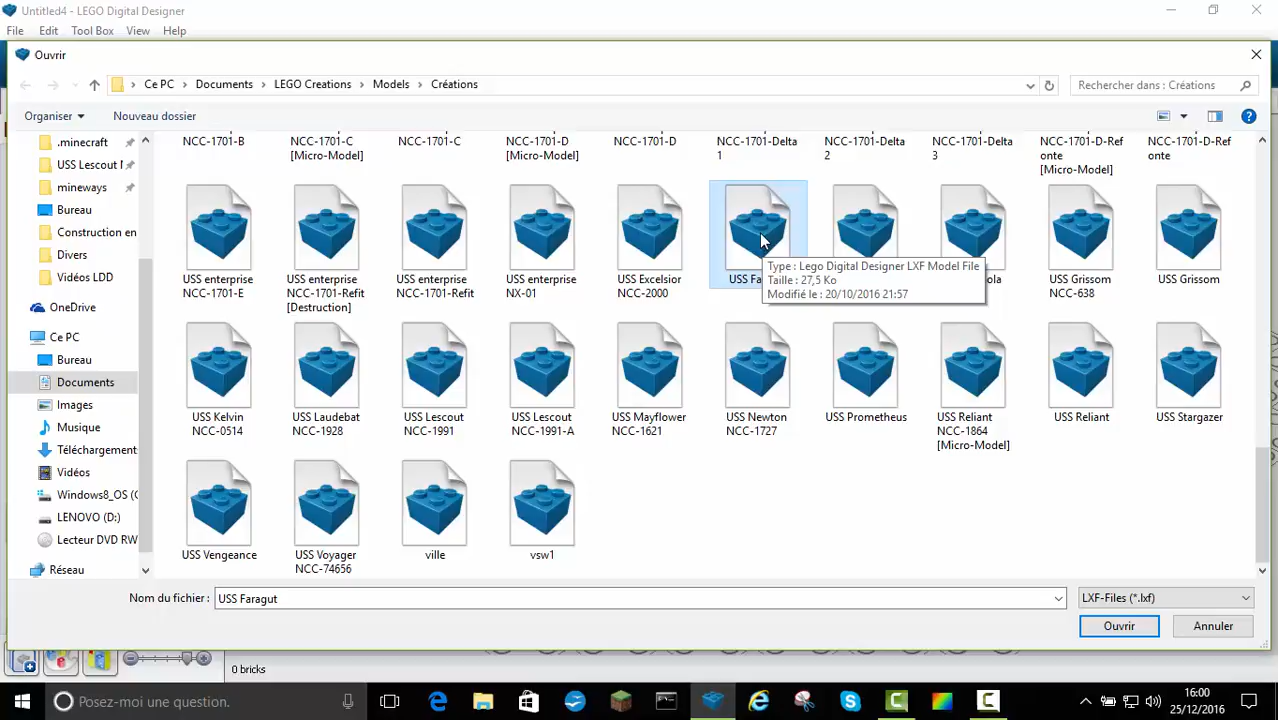 Untitled4 - LEGO Digital Designer
File Edit Tool Box View Help
Ouvrir
Ce PC Documents LEGO Creations Models Créations
Rechercher dans : Créations
Organiser Nouveau dossier
.minecraft
USS Lescout
mineways
Bureau
Construction en
Divers
Vidéos LDD
OneDrive
Ce PC
Bureau
Documents
Images
Musique
Téléchargement
Vidéos
Windows8_OS (
LENOVO (D:)
Lecteur DVD RW
Réseau
NCC-1701-B
NCC-1701-C
[Micro-Model]
NCC-1701-C
NCC-1701-D
[Micro-Model]
NCC-1701-D
NCC-1701-Delta
1
NCC-1701-Delta
2
NCC-1701-Delta
3
NCC-1701-D-Ref
onte
[Micro-Model]
NCC-1701-D-Ref
onte
USS enterprise
NCC-1701-E
USS enterprise
NCC-1701-Refit
[Destruction]
USS enterprise
NCC-1701-Refit
USS enterprise
NX-01
USS Excelsior
NCC-2000
USS Fa
Type : Lego Digital Designer LXF Model File
Taille : 27,5 Ko
Modifié le : 20/10/2016 21:57
USS Grissom
NCC-638
USS Grissom
USS Kelvin
NCC-0514
USS Laudebat
NCC-1928
USS Lescout
NCC-1991
USS Lescout
NCC-1991-A
USS Mayflower
NCC-1621
USS Newton
NCC-1727
USS Prometheus
USS Reliant
NCC-1864
[Micro-Model]
USS Reliant
USS Stargazer
USS Vengeance
USS Voyager
NCC-74656
ville
vsw1
Nom du fichier : USS Faragut
LXF-Files (*.lxf)
Ouvrir Annuler
0 bricks
Posez-moi une question.
16:00
25/12/2016